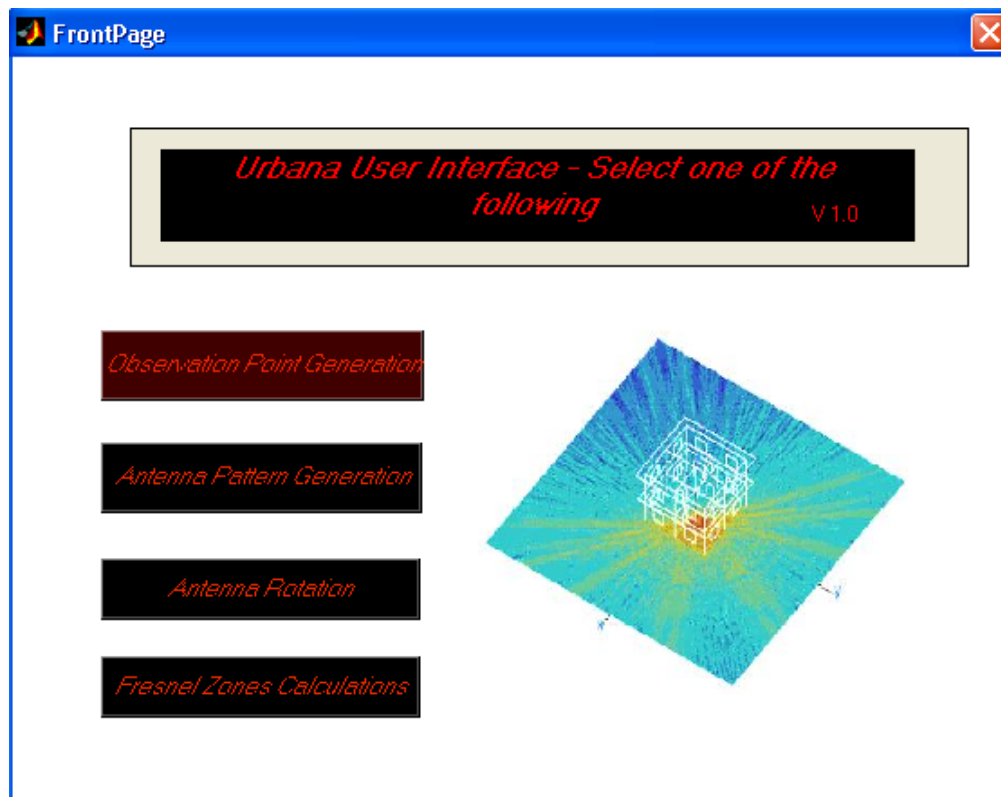 FrontPage
Urbana User Interface - Select one of the
following
V 1.0
Observation Point Generation
Antenna Pattern Generation
Antenna Rotation
Fresnel Zones Calculations